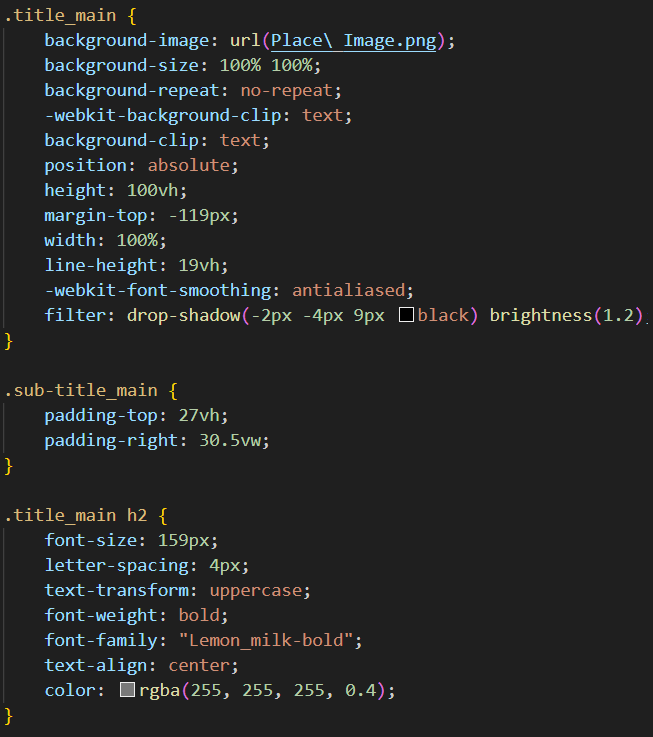 .title_main {
    background-image: url(Place\ Image.png);
    background-size: 100% 100%;
    background-repeat: no-repeat;
    -webkit-background-clip: text;
    background-clip: text;
    position: absolute;
    height: 100vh;
    margin-top: -119px;
    width: 100%;
    line-height: 19vh;
    -webkit-font-smoothing: antialiased;
    filter: drop-shadow(-2px -4px 9px black) brightness(1.2)
}
.sub-title_main {
    padding-top: 27vh;
    padding-right: 30.5vw;
}
.title_main h2 {
    font-size: 159px;
    letter-spacing: 4px;
    text-transform: uppercase;
    font-weight: bold;
    font-family: "Lemon_milk-bold";
    text-align: center;
    color: rgba(255, 255, 255, 0.4);
}